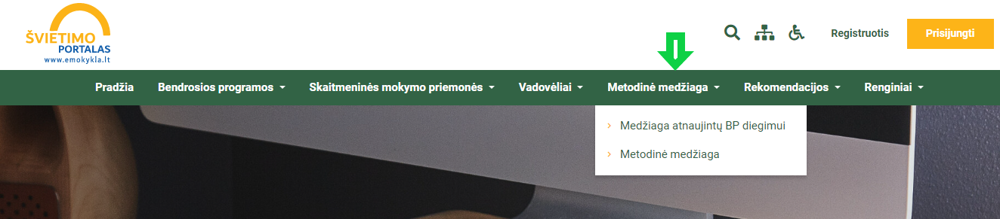 ŠVIETIMO
PORTALAS
www.emokykla.lt
Registruotis
Prisijungti
Pradžia
Bendrosios programos
Skaitmeninės mokymo priemonės
Vadovėliai
Metodinė medžiaga
Rekomendacijos
Renginiai
Medžiaga atnaujintų BP diegimui
Metodinė medžiaga